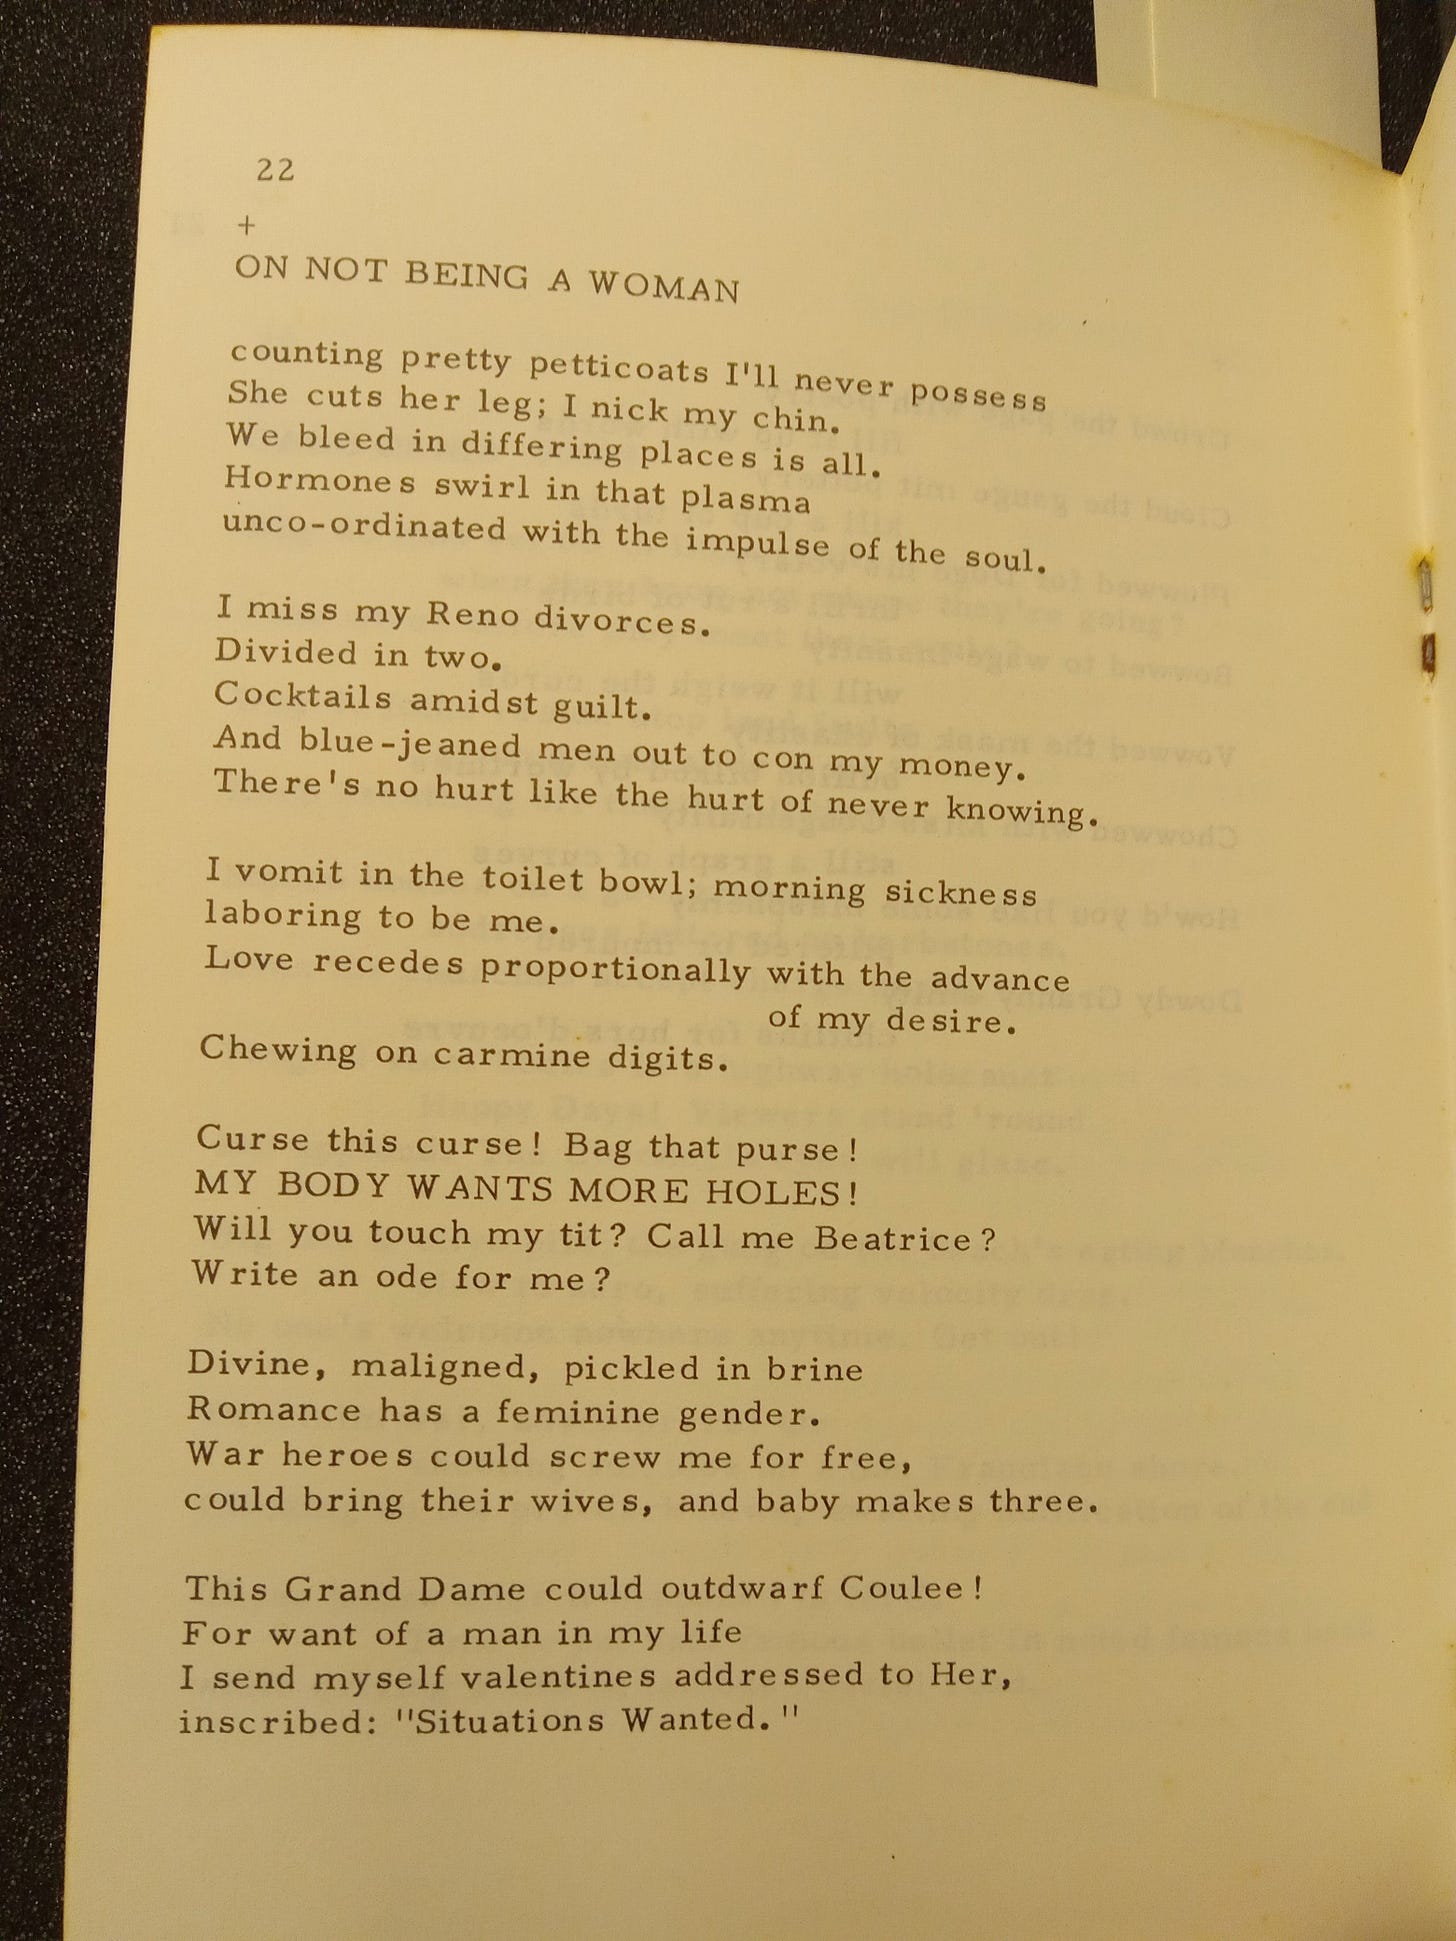 22
+
ON NOT BEING A WOMAN
counting pretty petticoats I'll never possess
She cuts her leg; I nick my chin.
We bleed in differing places is all.
Hormones swirl in that plasma
unco-ordinated with the impulse of the soul.
I miss my Reno divorces.
Divided in two.
Cocktails amidst guilt.
And blue-jeaned men out to con my money.
There's no hurt like the hurt of never knowing.
I vomit in the toilet bowl; morning sickness
laboring to be me.
Love recedes proportionally with the advance
of my desire.
Chewing on carmine digits.
Curse this curse! Bag that purse!
MY BODY WANTS MORE HOLES!
Will you touch my tit? Call me Beatrice?
Write an ode for me?
Divine, maligned, pickled in brine
Romance has a feminine gender.
War heroes could screw me for free,
could bring their wives, and baby makes three.
This Grand Dame could outdwarf Coulee!
For want of a man in my life
I send myself valentines addressed to Her,
inscribed: "Situations Wanted."